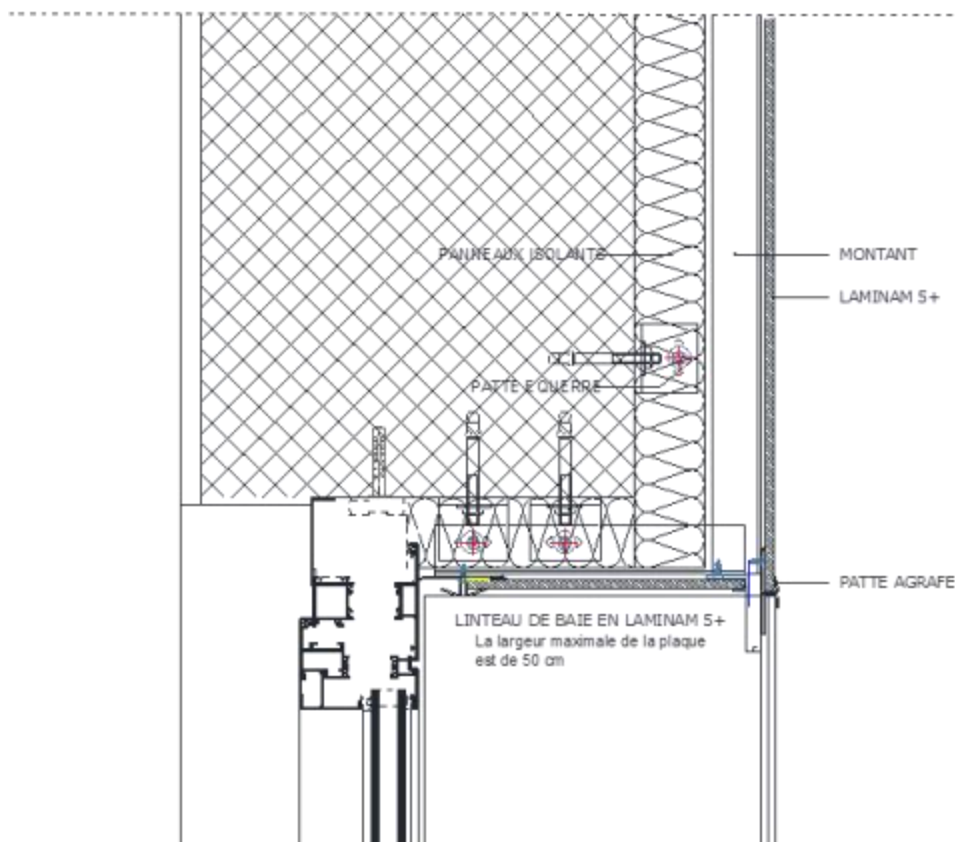 PANNEAUX ISOLANTS
MONTANT
LAMINAM 5+
PATTE EQUERRE
PATTE AGRAFE
LINTEAU DE BAIE EN LAMINAM 5+
La largeur maximale de la plaque
est de 50 cm